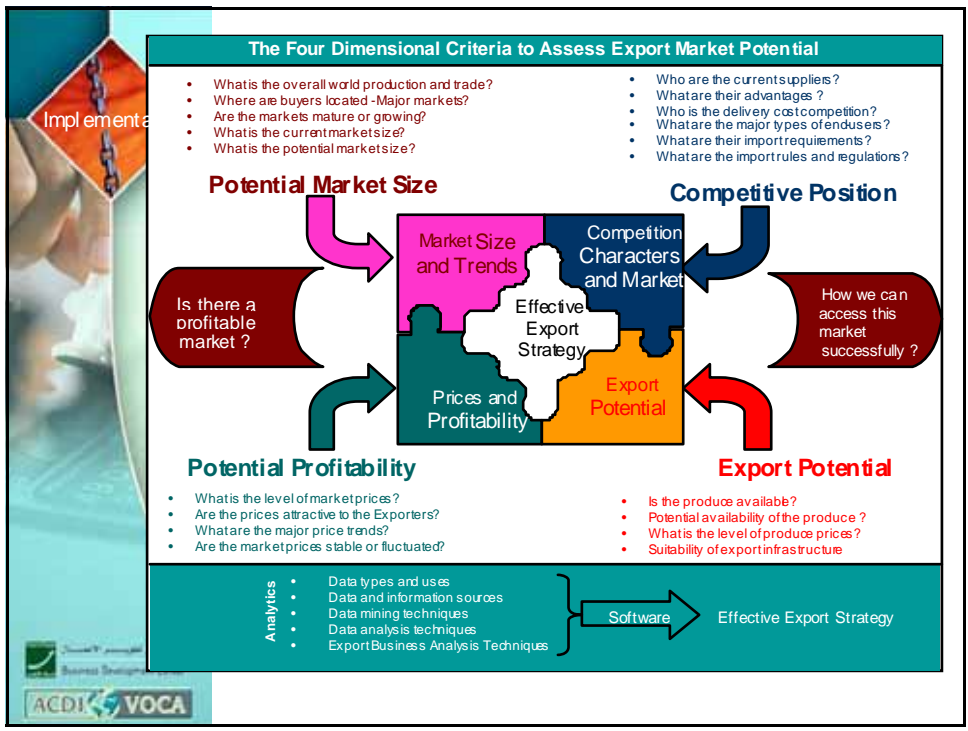 The Four Dimensional Criteria to Assess Export Market Potential
Implementa
• What is the overall world production and trade?
• Where are buyers located -Major markets?
• Are the markets mature or growing?
• What is the current market size?
• What is the potential market size?
• Who are the current suppliers?
• What are their advantages ?
• Who is the delivery cost competition?
• What are the major types of end-users?
• What are their import requirements?
• What are the import rules and regulations?
Potential Market Size
Competitive Position
Market Size
and Trends
Competition
Characters
and Market
Is there a
profitable
market ?
Effective
Export
Strategy
How we can
access this
market
successfully ?
Prices and
Profitability
Export
Potential
Potential Profitability
Export Potential
• What is the level of market prices?
• Are the prices attractive to the Exporters?
• What are the major price trends?
• Are the market prices stable or fluctuated?
• Is the produce available?
• Potential availability of the produce ?
• What is the level of produce prices?
• Suitability of export infrastructure
Analytics
• Data types and uses
• Data and information sources
• Data mining techniques
• Data analysis techniques
• Export Business Analysis Techniques
Software
Effective Export Strategy
Business Development
ACDI VOCA